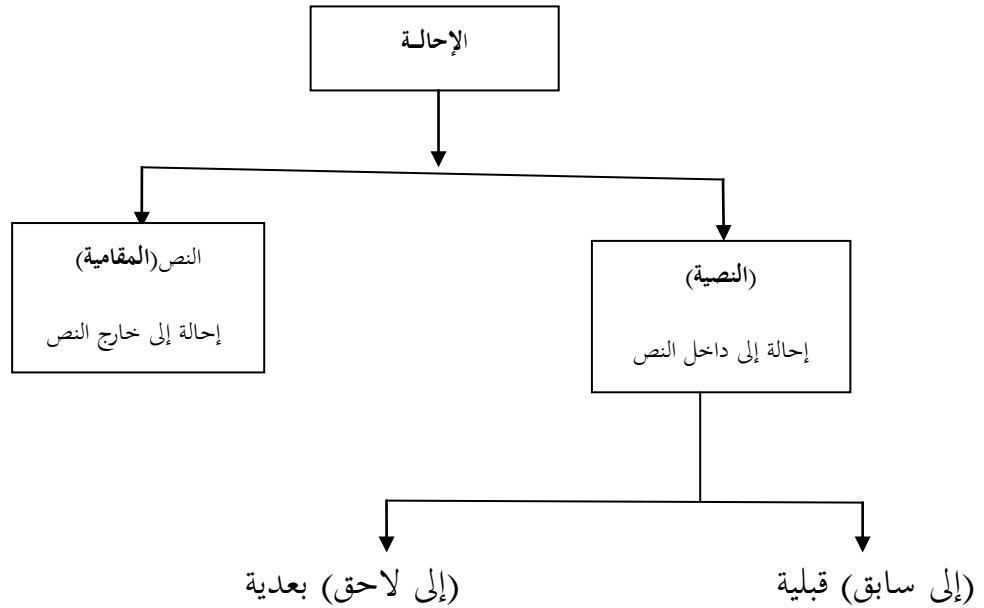 الإحالـة
(النصية)
إحالة إلى داخل النص
النص(المقامية)
إحالة إلى خارج النص
(إلى سابق) قبلية
(إلى لاحق) بعدية